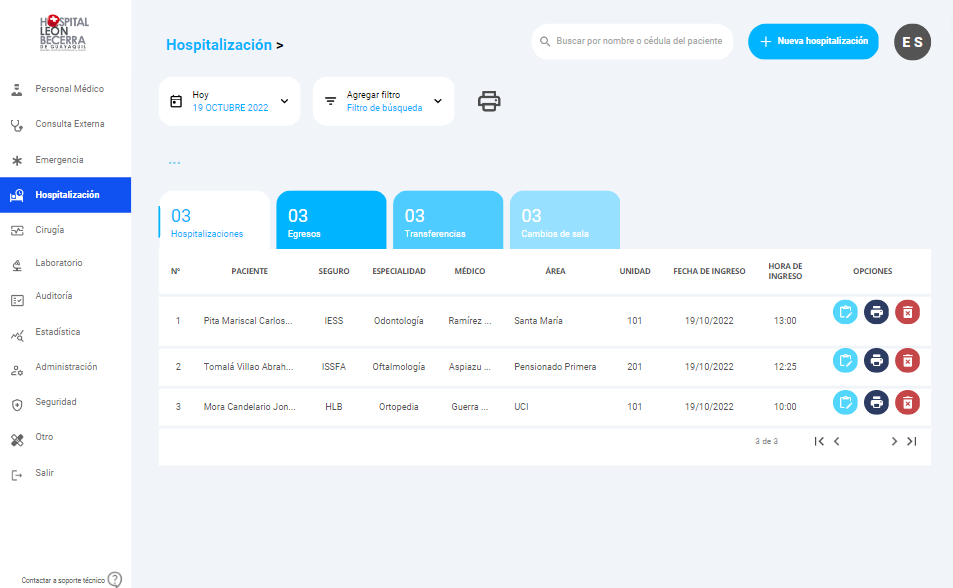 HOSPITAL
LEÓN
BECERRA
DE GUAYAQUIL
Personal Médico
Consulta Externa
Emergencia
Hospitalización
Cirugía
Laboratorio
Auditoría
Estadística
Administración
Seguridad
Otro
Salir
Contactar a soporte técnico ?
Hospitalización >
Buscar por nombre o cédula del paciente
+ Nueva hospitalización
E S
Hoy
19 OCTUBRE 2022
Agregar filtro
Filtro de búsqueda
...
03
Hospitalizaciones
03
Egresos
03
Transferencias
03
Cambios de sala
Nº PACIENTE SEGURO ESPECIALIDAD MÉDICO ÁREA UNIDAD FECHA DE INGRESO HORA DE INGRESO OPCIONES
1 Pita Mariscal Carlos... IESS Odontología Ramírez ... Santa María 101 19/10/2022 13:00
2 Tomalá Villao Abrah... ISSFA Oftalmología Aspiazu ... Pensionado Primera 201 19/10/2022 12:25
3 Mora Candelario Jon... HLB Ortopedia Guerra ... UCI 101 19/10/2022 10:00
3 de 3